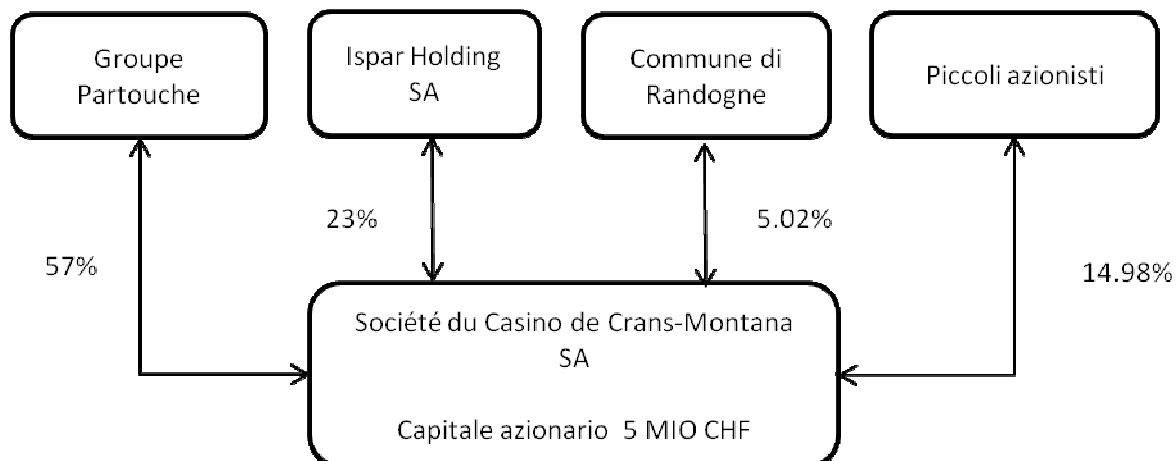 Groupe
Partouche
Ispar Holding
SA
Commune di
Randogne
Piccoli azionisti
23%
5.02%
57%
14.98%
Société du Casino de Crans-Montana
SA
Capitale azionario 5 MIO CHF